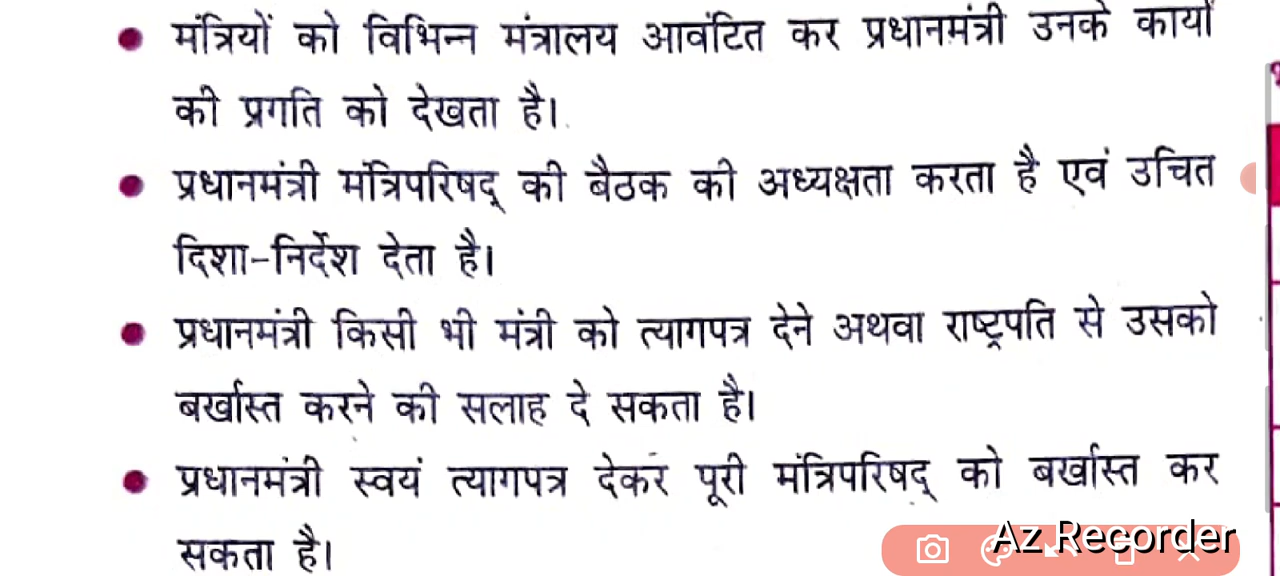 मंत्रियों को विभिन्न मंत्रालय आवंटित कर प्रधानमंत्री उनके कार्यों
की प्रगति को देखता है।
प्रधानमंत्री मंत्रिपरिषद् की बैठक की अध्यक्षता करता है एवं उचित
दिशा-निर्देश देता है।
प्रधानमंत्री किसी भी मंत्री को त्यागपत्र देने अथवा राष्ट्रपति से उसको
बर्खास्त करने की सलाह दे सकता है।
प्रधानमंत्री स्वयं त्यागपत्र देकर पूरी मंत्रिपरिषद् को बर्खास्त कर
सकता है।
Az Recorder